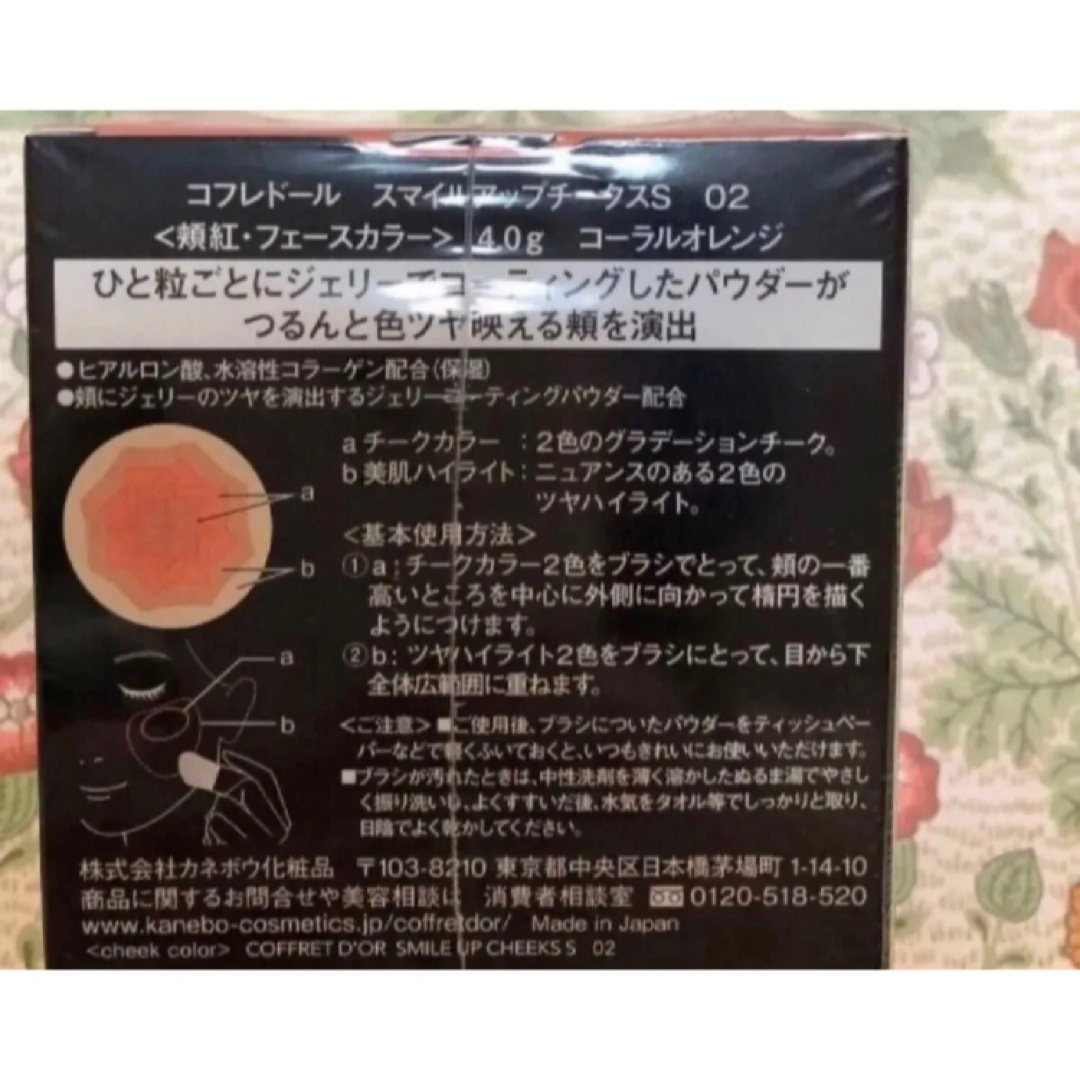 コフレドール スマイルアップチークスS 02
<頬紅・フェースカラー> 4.0g コーラルオレンジ
ひと粒ごとにジェリーでコーティングしたパウダーが
つるんと色ツヤ映える頬を演出
●ヒアルロン酸、水溶性コラーゲン配合(保湿)
●頬にジェリーのツヤを演出するジェリーコーティングパウダー配合
a チークカラー :2色のグラデーションチーク。
b 美肌ハイライト:ニュアンスのある2色の
ツヤハイライト。
a
b
<基本使用方法>
①a:チークカラー2色をブラシでとって、頬の一番
高いところを中心に外側に向かって楕円を描く
ようにつけます。
②b:ツヤハイライト2色をブラシにとって、目から下
全体広範囲に重ねます。
a
b
<ご注意>■ご使用後、ブラシについたパウダーをティッシュペー
パーなどで軽くふいておくと、いつもきれいにお使いいただけます。
■ブラシが汚れたときは、中性洗剤を薄く溶かしたぬるま湯でやさし
く振り洗いし、よくすすいだ後、水気をタオル等でしっかりと取り、
日陰でよく乾かしてください。
株式会社カネボウ化粧品 〒103-8210 東京都中央区日本橋茅場町 1-14-10
商品に関するお問合せや美容相談は 消費者相談室 0120-518-520
www.kanebo-cosmetics.jp/coffretdor/ Made in Japan
<cheek color> COFFRET D'OR SMILE UP CHEEKS S 02